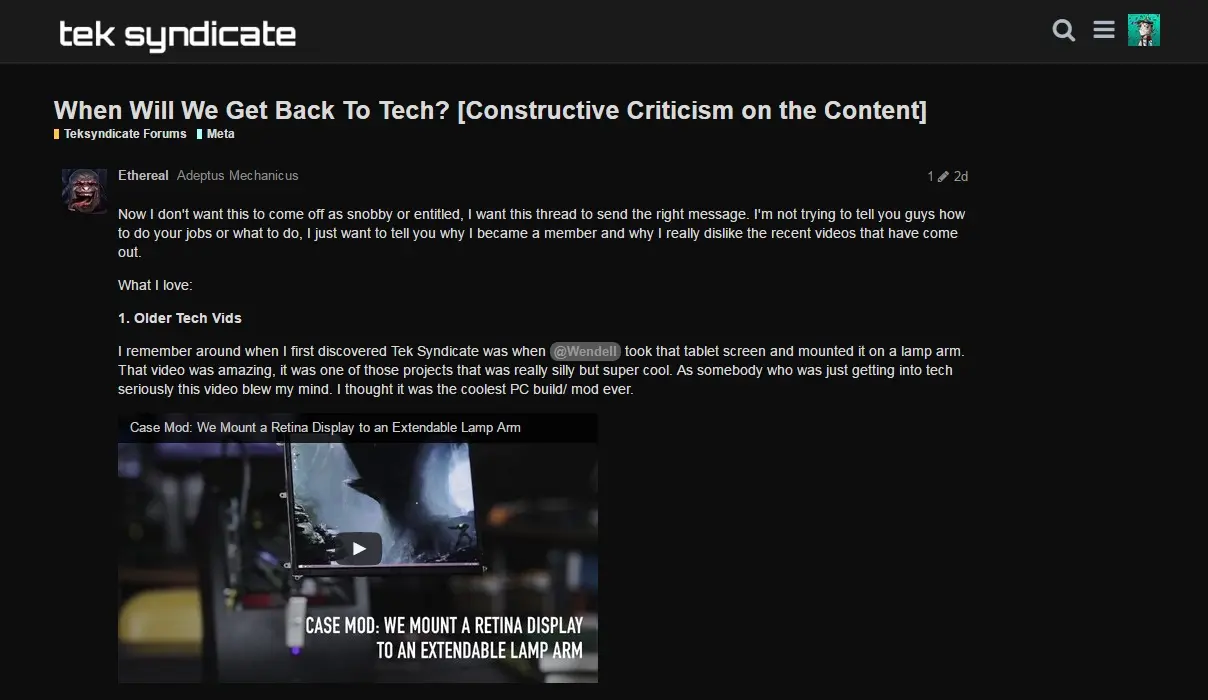 tek syndicate
When Will We Get Back To Tech? [Constructive Criticism on the Content]
Teksyndicate Forums Meta
Ethereal Adeptus Mechanicus 1 2d
Now I don't want this to come off as snobby or entitled, I want this thread to send the right message. I'm not trying to tell you guys how
to do your jobs or what to do, I just want to tell you why I became a member and why I really dislike the recent videos that have come
out.
What I love:
1. Older Tech Vids
I remember around when I first discovered Tek Syndicate was when @Wendell took that tablet screen and mounted it on a lamp arm.
That video was amazing, it was one of those projects that was really silly but super cool. As somebody who was just getting into tech
seriously this video blew my mind. I thought it was the coolest PC build/ mod ever.
Case Mod: We Mount a Retina Display to an Extendable Lamp Arm
CASE MOD: WE MOUNT A RETINA DISPLAY
TO AN EXTENDABLE LAMP ARM